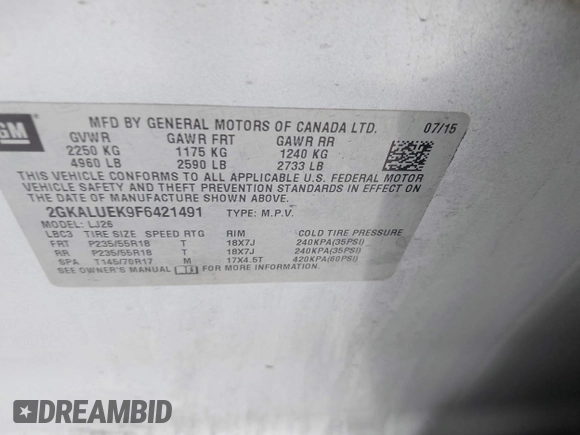 GM
MFD BY GENERAL MOTORS OF CANADA LTD. 07/15
GVWR GAWR FRT GAWR RR
2250 KG 1175 KG 1240 KG
4960 LB 2590 LB 2733 LB
THIS VEHICLE CONFORMS TO ALL APPLICABLE U.S. FEDERAL MOTOR
VEHICLE SAFETY AND THEFT PREVENTION STANDARDS IN EFFECT ON THE
DATE OF MANUFACTURE SHOWN ABOVE.
2GKALUEK9F6421491 TYPE: M.P.V.
MODEL: LJ26
LBC3 TIRE SIZE SPEED RTG RIM COLD TIRE PRESSURE
FRT P235/55R18 T 18X7J 240KPA(35PSI)
RR P235/55R18 T 18X7J 240KPA(35PSI)
SPA T145/70R17 M 17X4.5T 420KPA(60PSI)
SEE OWNER'S MANUAL FOR MORE INFORMATION.
DREAMBID